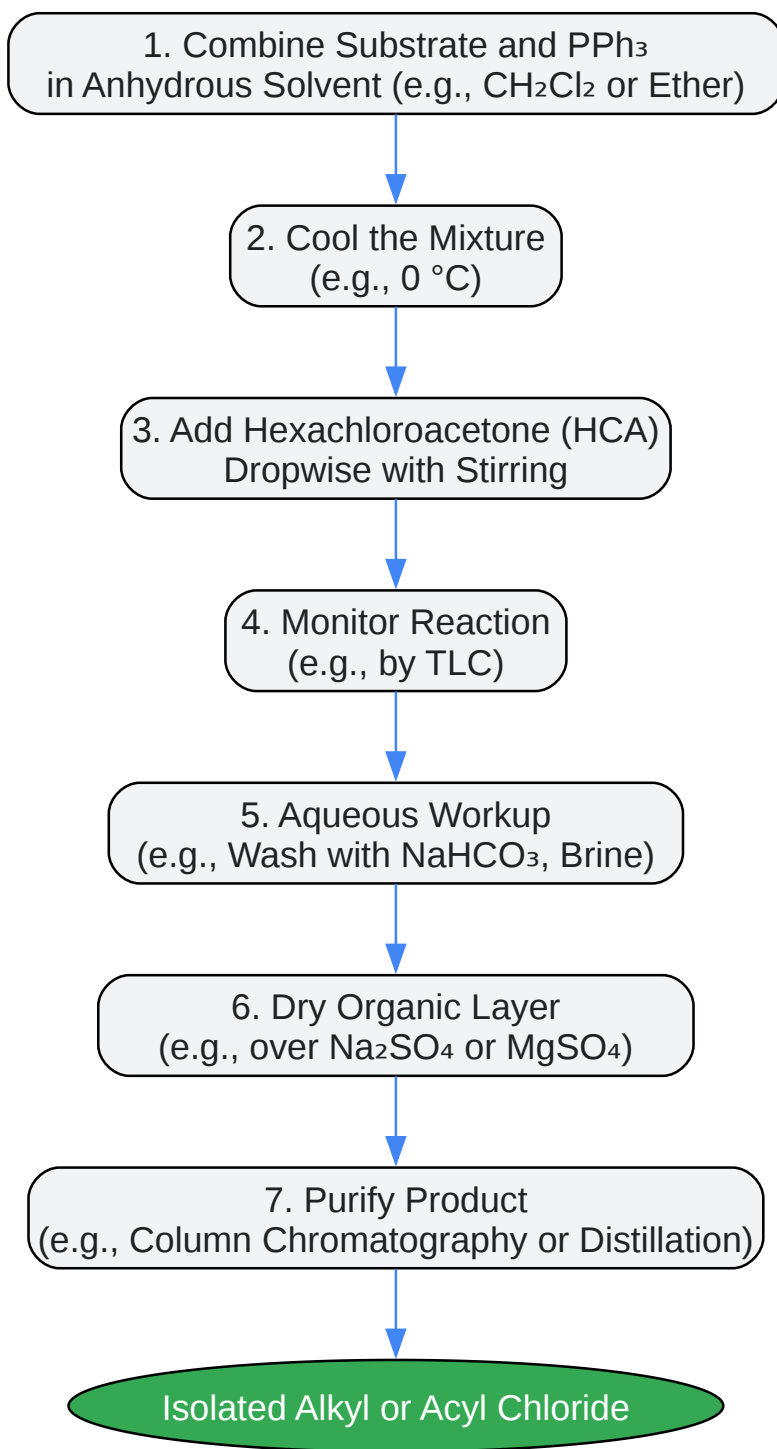 1. Combine Substrate and PPh₃
in Anhydrous Solvent (e.g., CH₂Cl₂ or Ether)
2. Cool the Mixture
(e.g., 0 °C)
3. Add Hexachloroacetone (HCA)
Dropwise with Stirring
4. Monitor Reaction
(e.g., by TLC)
5. Aqueous Workup
(e.g., Wash with NaHCO₃, Brine)
6. Dry Organic Layer
(e.g., over Na₂SO₄ or MgSO₄)
7. Purify Product
(e.g., Column Chromatography or Distillation)
Isolated Alkyl or Acyl Chloride